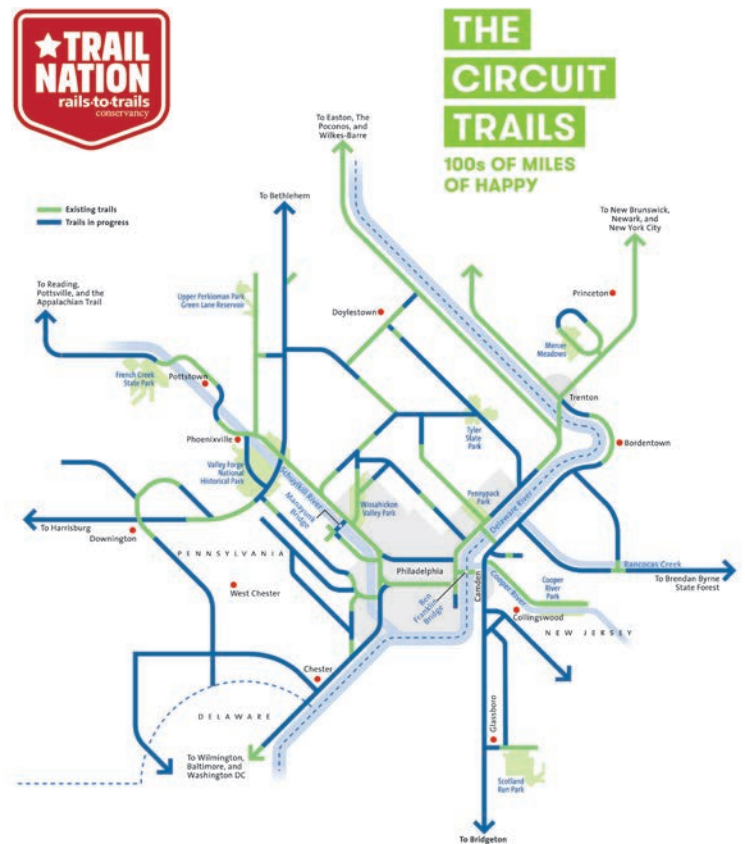 TRAIL
NATION
rails·to·trails
conservancy
THE
CIRCUIT
TRAILS
100s OF MILES
OF HAPPY
Existing trails
Trails in progress
To Easton, The
Poconos, and
Wilkes-Barre
To Bethlehem
To New Brunswick,
Newark, and
New York City
To Reading,
Pottsville, and the
Appalachian Trail
Upper Perkioman Park
Green Lane Reservoir
Princeton
Doylestown
Mercer
Meadows
French Creek
State Park
Pottstown
Trenton
Phoenixville
Tyler
State
Park
Bordentown
Valley Forge
National
Historical Park
Schuylkill River
Manayunk
Bridge
Wissahickon
Valley Park
Pennypack
Park
Delaware River
To Harrisburg
Downington
PENNSYLVANIA
Philadelphia
Rancocas Creek
To Brendan Byrne
State Forest
West Chester
Ben
Franklin
Bridge
Camden
Cooper River
Cooper
River
Park
Collingswood
NEW JERSEY
Chester
DELAWARE
Glassboro
To Wilmington,
Baltimore, and
Washington DC
Scotland
Run Park
To Bridgeton